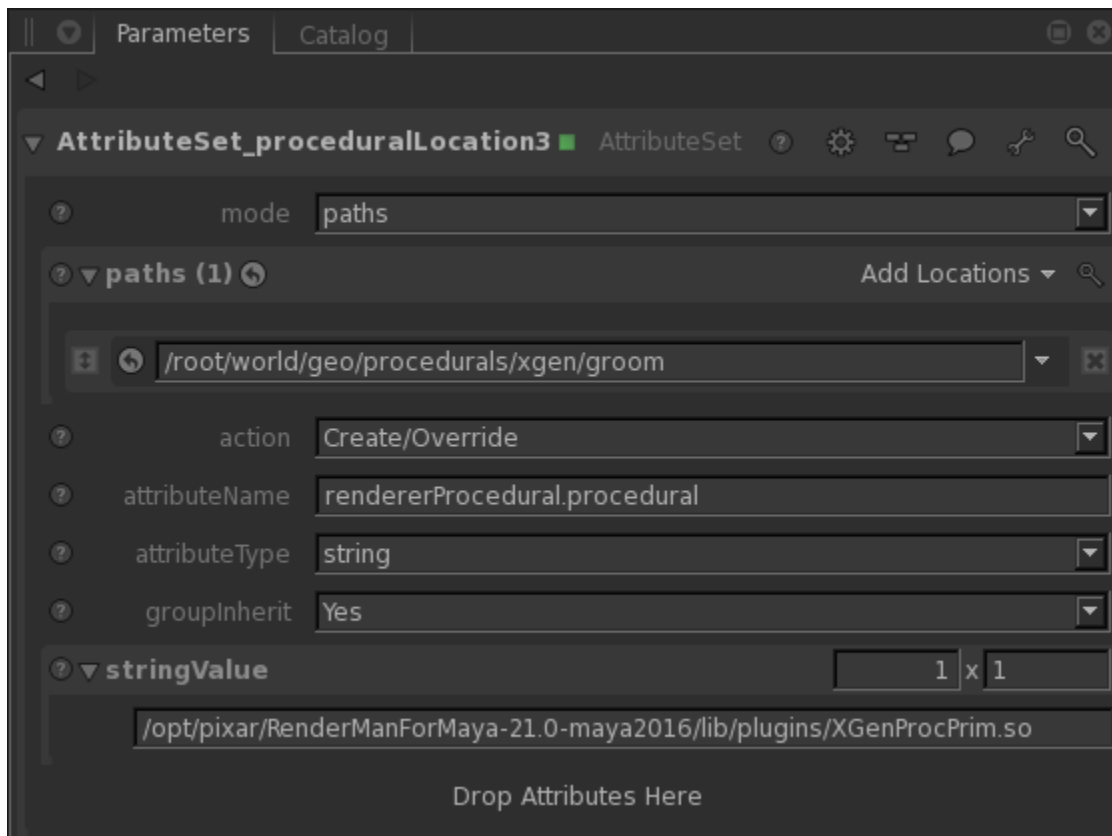 Parameters Catalog
AttributeSet_proceduralLocation3 AttributeSet ?
? mode paths
? paths (1) Add Locations
/root/world/geo/procedurals/xgen/groom
? action Create/Override
? attributeName rendererProcedural.procedural
? attributeType string
? groupInherit Yes
? stringValue 1 x 1
/opt/pixar/RenderManForMaya-21.0-maya2016/lib/plugins/XGenProcPrim.so
Drop Attributes Here